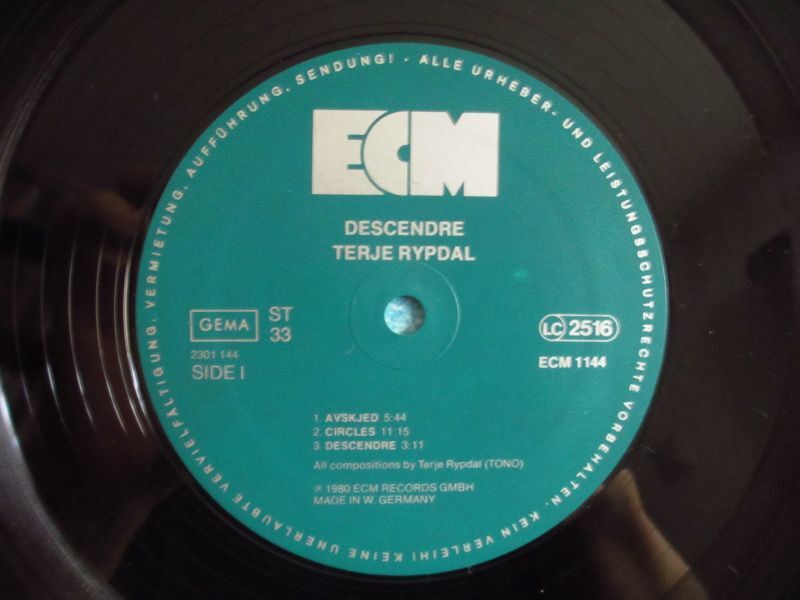 ALLE URHEBER- UND LEISTUNGSSCHUTZRECHTE VORBEHALTEN · KEIN VERLEIH! KEINE UNERLAUBTE VERVIELFÄLTIGUNG, VERMIETUNG, AUFFÜHRUNG, SENDUNG! ·
ECM
DESCENDRE
TERJE RYPDAL
GEMA
ST
33
2301 144
SIDE I
LC 2516
ECM 1144
1. AVSKJED 5:44
2. CIRCLES 11:15
3. DESCENDRE 3:11
All compositions by Terje Rypdal (TONO)
℗ 1980 ECM RECORDS GMBH
MADE IN W. GERMANY